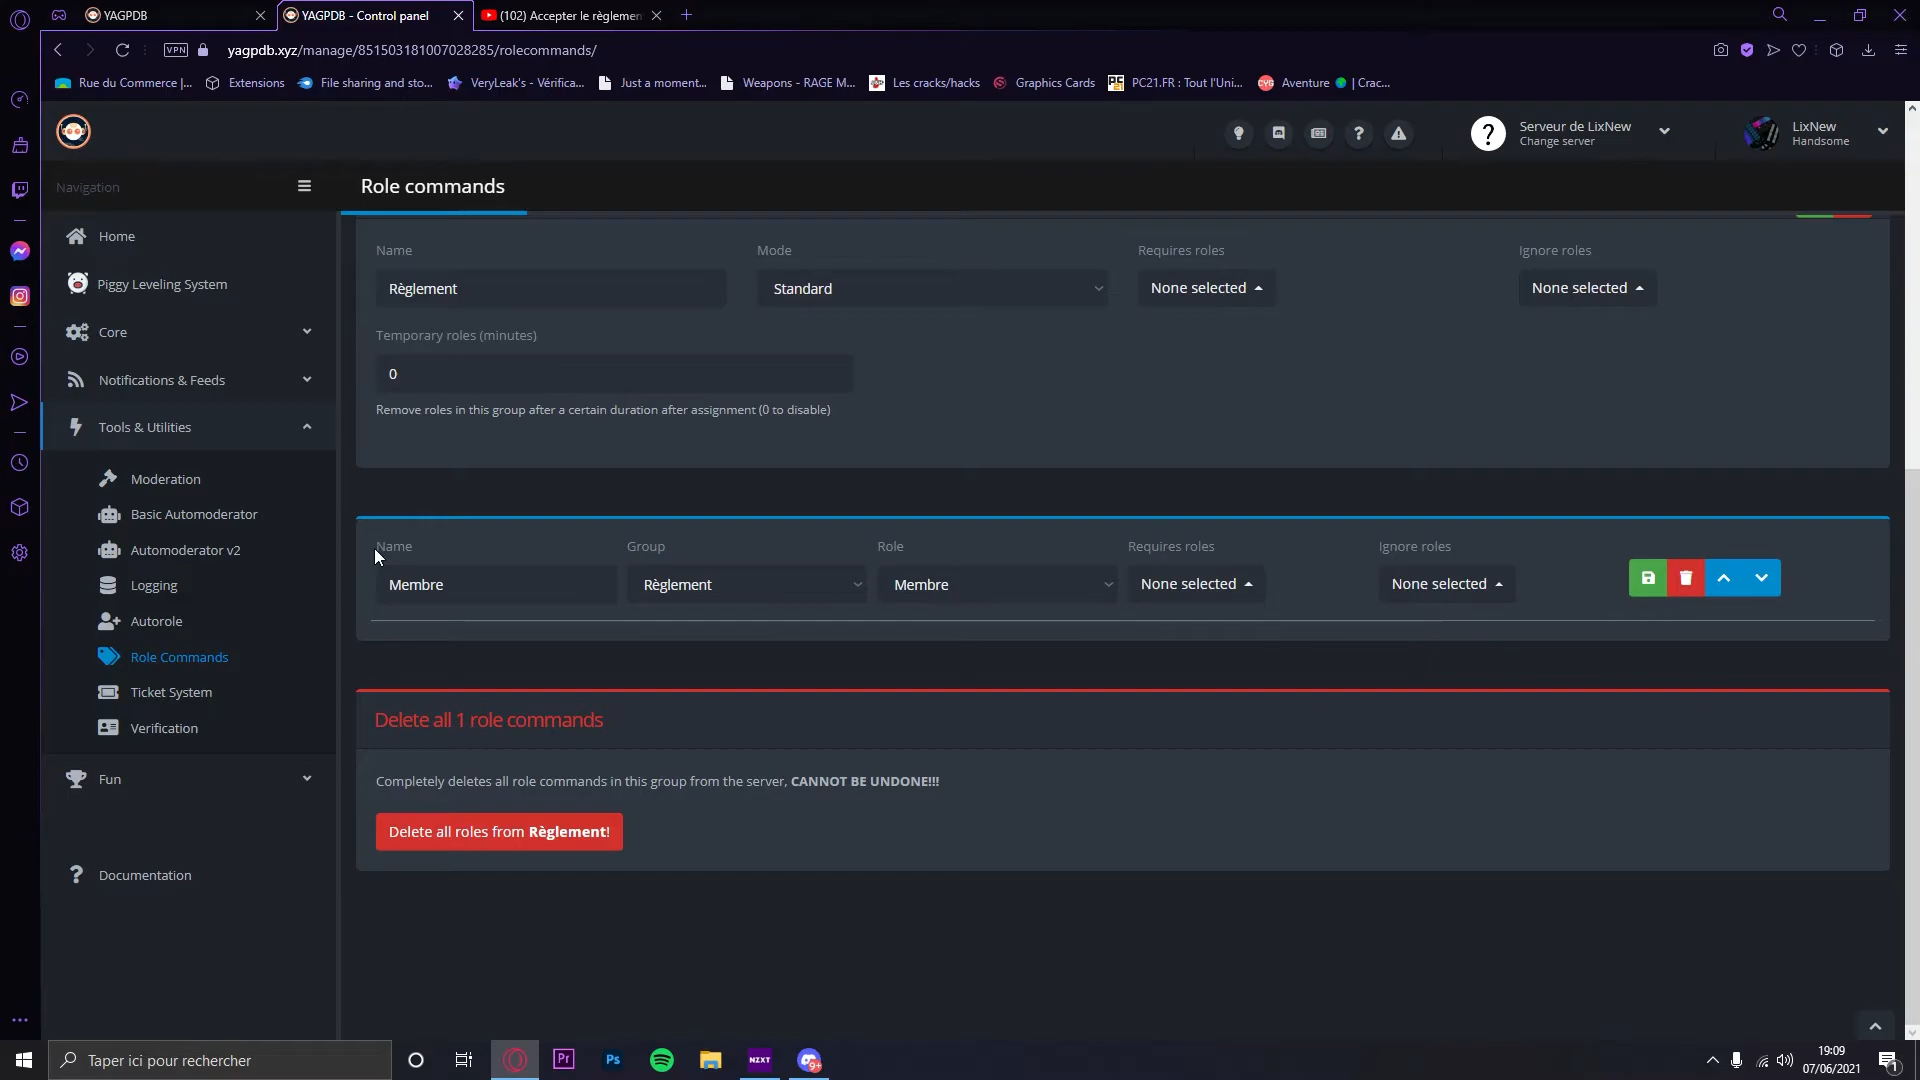 YAGPDB
YAGPDB - Control panel
(102) Accepter le règlemen
VPN
yagpdb.xyz/manage/851503181007028285/rolecommands/
Rue du Commerce |...
Extensions
File sharing and sto...
VeryLeak's - Vérifica...
Just a moment...
Weapons - RAGE M...
Les cracks/hacks
Graphics Cards
PC21.FR : Tout l'Uni...
Aventure | Crac...
Serveur de LixNew
Change server
LixNew
Handsome
Navigation
Role commands
Home
Piggy Leveling System
Core
Notifications & Feeds
Tools & Utilities
Moderation
Basic Automoderator
Automoderator v2
Logging
Autorole
Role Commands
Ticket System
Verification
Fun
Documentation
Name
Mode
Requires roles
Ignore roles
Règlement
Standard
None selected
None selected
Temporary roles (minutes)
0
Remove roles in this group after a certain duration after assignment (0 to disable)
Name
Group
Role
Requires roles
Ignore roles
Membre
Règlement
Membre
None selected
None selected
Delete all 1 role commands
Completely deletes all role commands in this group from the server, CANNOT BE UNDONE!!!
Delete all roles from Règlement!
Taper ici pour rechercher
Pr
Ps
NZXT
9+
19:09
07/06/2021
1